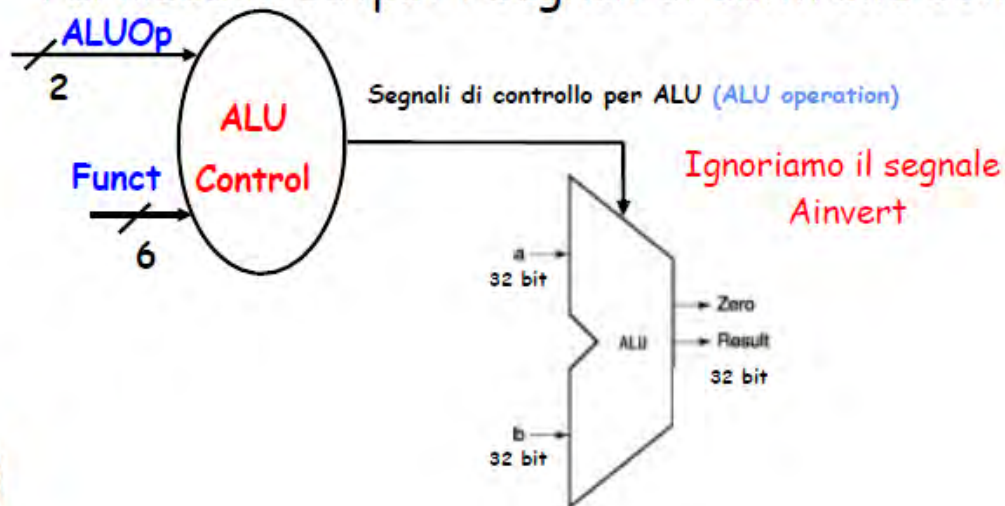 ALUOp
2
ALU
Control
Funct
6
Segnali di controllo per ALU (ALU operation)
Ignoriamo il segnale
Ainvert
a
32 bit
ALU
Zero
Result
32 bit
b
32 bit